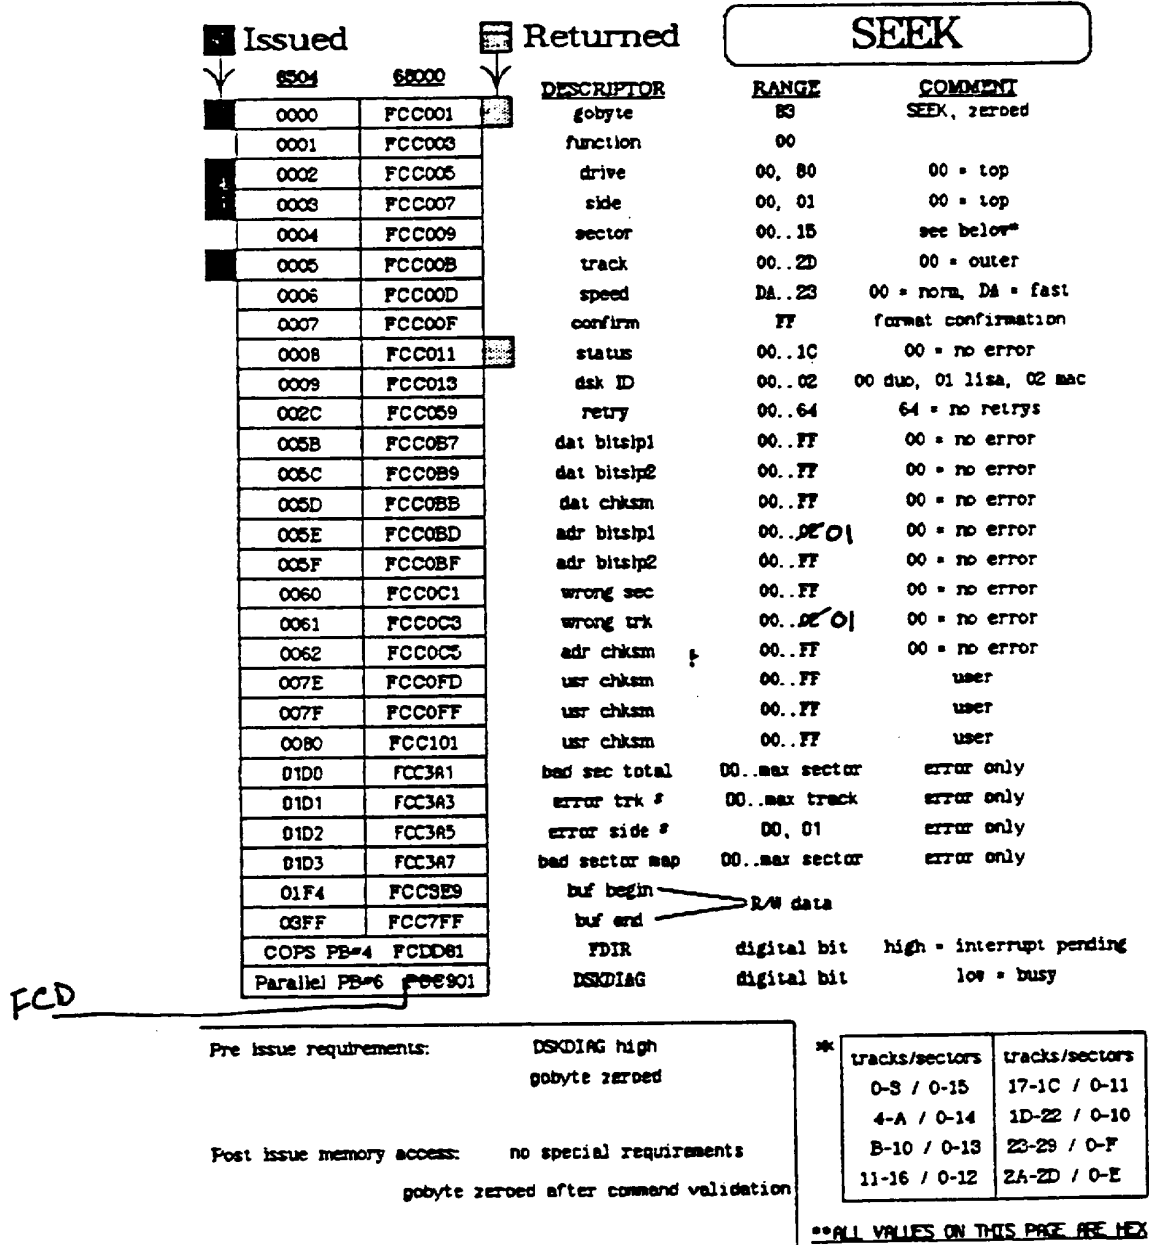 Issued Returned SEEK
6504 68000 DESCRIPTOR RANGE COMMENT
0000 FCC001 gobyte 83 SEEK, zeroed
0001 FCC003 function 00
0002 FCC005 drive 00, 80 00 = top
0003 FCC007 side 00, 01 00 = top
0004 FCC009 sector 00..15 see below*
0005 FCC00B track 00..2D 00 = outer
0006 FCC00D speed DA..23 00 = norm, DA = fast
0007 FCC00F confirm FF format confirmation
0008 FCC011 status 00..1C 00 = no error
0009 FCC013 dsk ID 00..02 00 duo, 01 lisa, 02 mac
002C FCC059 retry 00..64 64 = no retrys
005B FCC0B7 dat bitslp1 00..FF 00 = no error
005C FCC0B9 dat bitslp2 00..FF 00 = no error
005D FCC0BB dat chksm 00..FF 00 = no error
005E FCC0BD adr bitslp1 00.. 01 00 = no error
005F FCC0BF adr bitslp2 00..FF 00 = no error
0060 FCC0C1 wrong sec 00..FF 00 = no error
0061 FCC0C3 wrong trk 00.. 01 00 = no error
0062 FCC0C5 adr chksm 00..FF 00 = no error
007E FCC0FD usr chksm 00..FF user
007F FCC0FF usr chksm 00..FF user
0080 FCC101 usr chksm 00..FF user
01D0 FCC3A1 bad sec total 00..max sector error only
01D1 FCC3A3 error trk # 00..max track error only
01D2 FCC3A5 error side # 00, 01 error only
01D3 FCC3A7 bad sector map 00..max sector error only
01F4 FCC3E9 buf begin R/W data
03FF FCC7FF buf end
COPS PB=4 FCDD81 FDIR digital bit high = interrupt pending
Parallel PB=6 901 DSKDIAG digital bit low = busy
FCD
Pre issue requirements: DSKDIAG high
gobyte zeroed
Post issue memory access: no special requirements
gobyte zeroed after command validation
** tracks/sectors tracks/sectors
0-3 / 0-15 17-1C / 0-11
4-A / 0-14 1D-22 / 0-10
B-10 / 0-13 23-29 / 0-F
11-16 / 0-12 2A-2D / 0-E
**ALL VALUES ON THIS PAGE ARE HEX